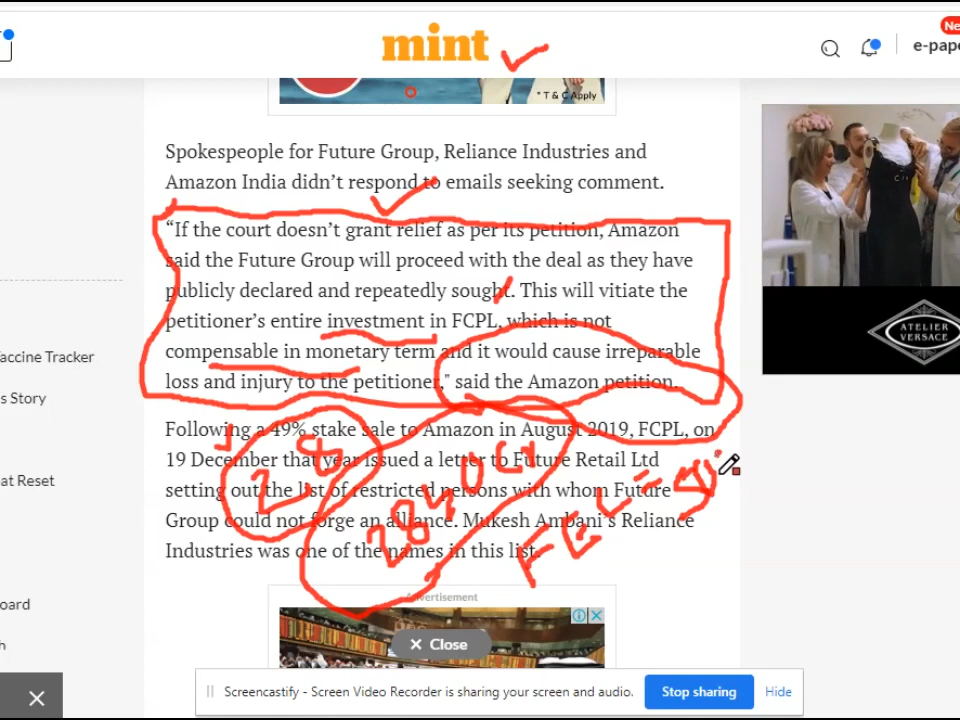 mint
e-pape
Ne
* T & C Apply
Spokespeople for Future Group, Reliance Industries and
Amazon India didn’t respond to emails seeking comment.
“If the court doesn’t grant relief as per its petition, Amazon
said the Future Group will proceed with the deal as they have
publicly declared and repeatedly sought. This will vitiate the
petitioner’s entire investment in FCPL, which is not
compensable in monetary term and it would cause irreparable
loss and injury to the petitioner," said the Amazon petition.
Following a 49% stake sale to Amazon in August 2019, FCPL, on
19 December that year issued a letter to Future Retail Ltd
setting out the list of restricted persons with whom Future
Group could not forge an alliance. Mukesh Ambani’s Reliance
Industries was one of the names in this list.
accine Tracker
s Story
at Reset
oard
h
ATELIER
VERSACE
Advertisement
Close
Screencastify - Screen Video Recorder is sharing your screen and audio.
Stop sharing
Hide